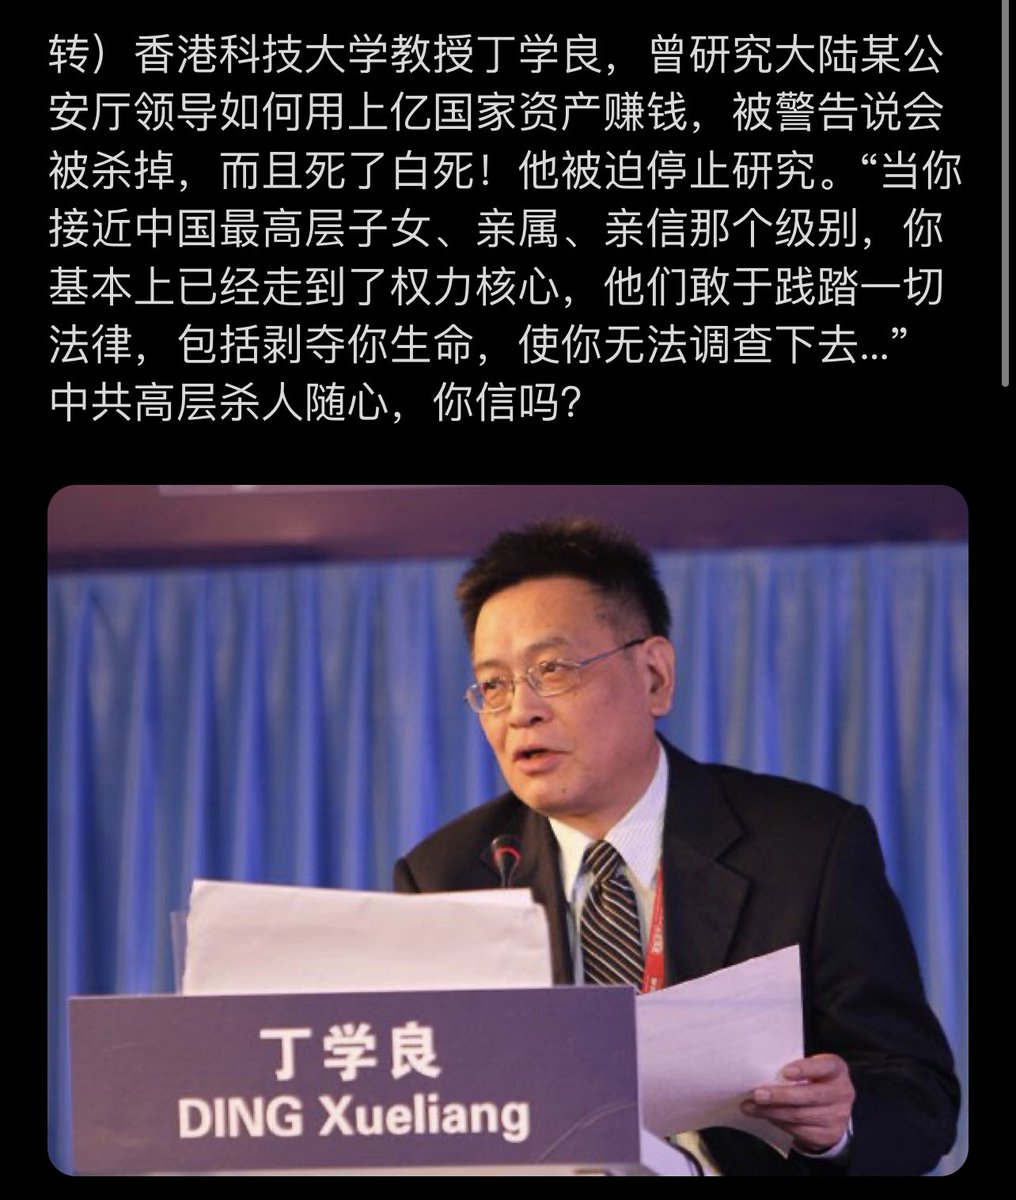 转）香港科技大学教授丁学良，曾研究大陆某公
安厅领导如何用上亿国家资产赚钱，被警告说会
被杀掉，而且死了白死！他被迫停止研究。“当你
接近中国最高层子女、亲属、亲信那个级别，你
基本上已经走到了权力核心，他们敢于践踏一切
法律，包括剥夺你生命，使你无法调查下去...”
中共高层杀人随心，你信吗？
丁学良
DING Xueliang